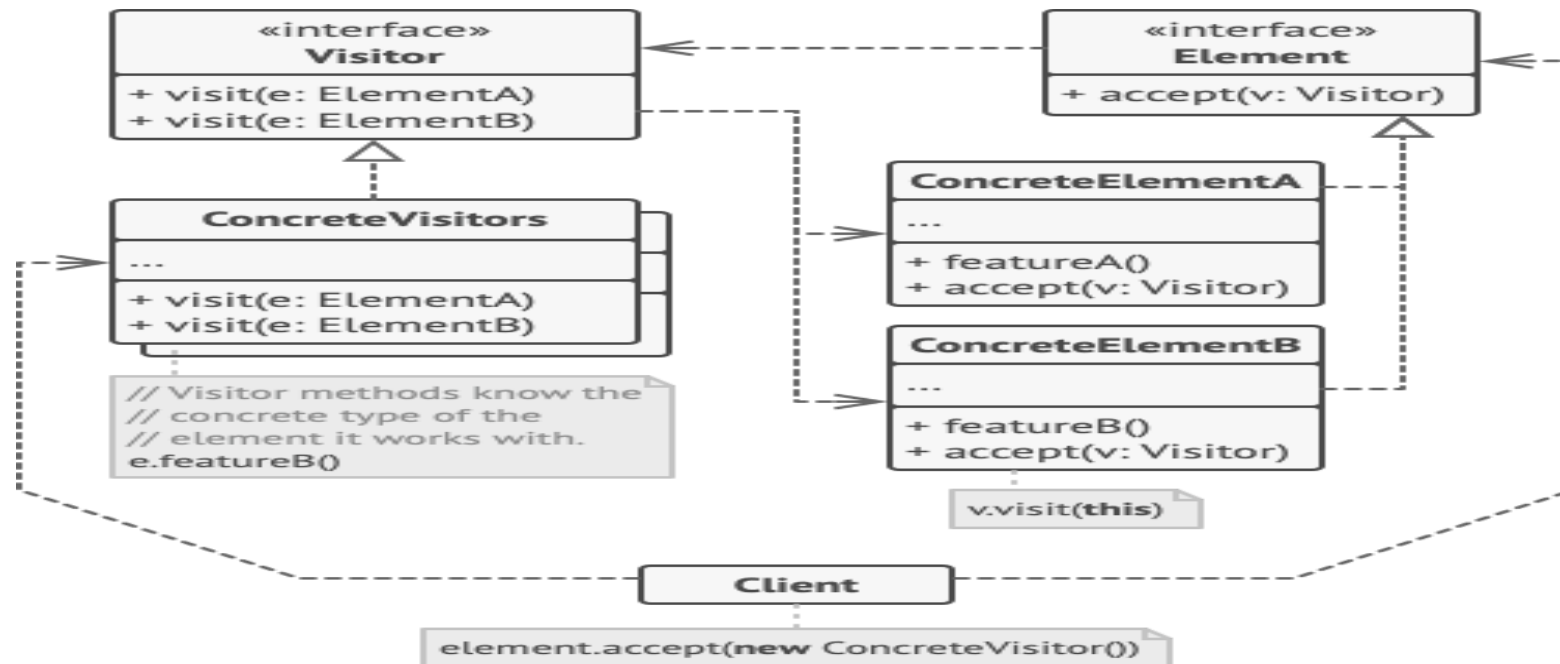 «interface»
Visitor
+ visit(e: ElementA)
+ visit(e: ElementB)
«interface»
Element
+ accept(v: Visitor)
ConcreteVisitors
...
+ visit(e: ElementA)
+ visit(e: ElementB)
// Visitor methods know the
// concrete type of the
// element it works with.
e.featureB()
ConcreteElementA
...
+ featureA()
+ accept(v: Visitor)
ConcreteElementB
...
+ featureB()
+ accept(v: Visitor)
v.visit(this)
Client
element.accept(new ConcreteVisitor())